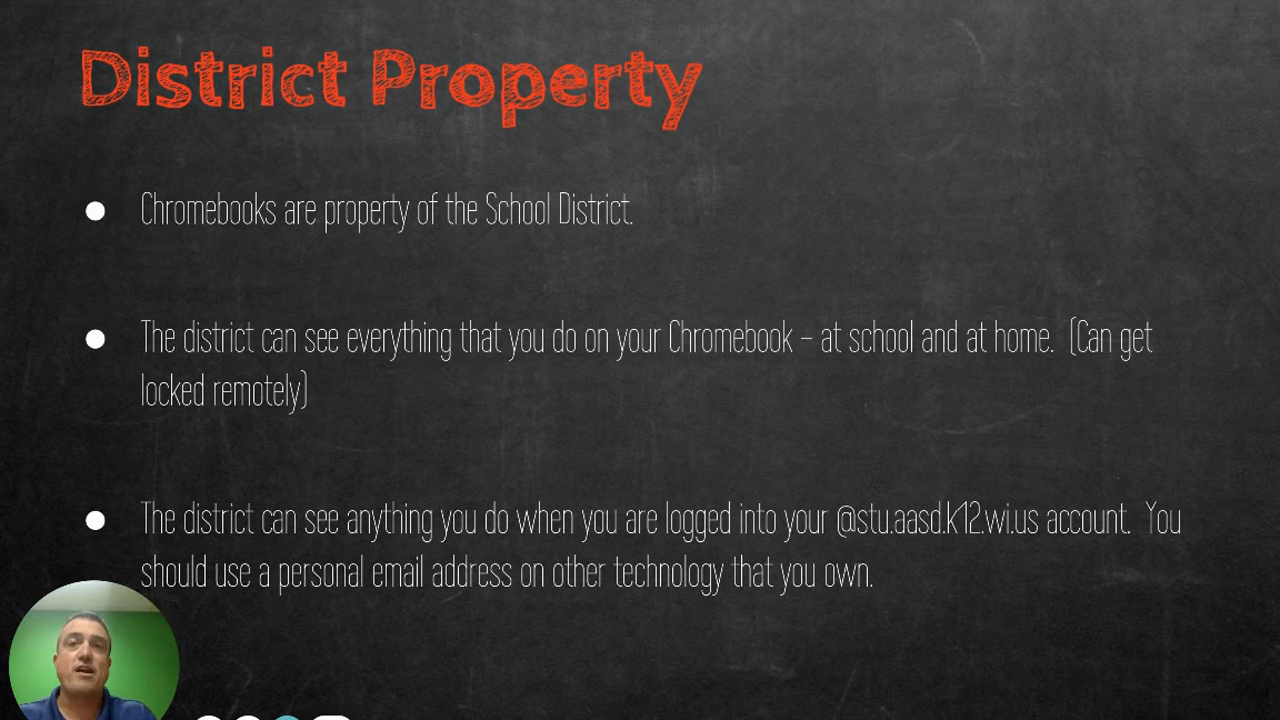 District Property
● Chromebooks are property of the School District.
● The district can see everything that you do on your Chromebook – at school and at home. (Can get
locked remotely)
● The district can see anything you do when you are logged into your @stu.aasd.k12.wi.us account. You
should use a personal email address on other technology that you own.